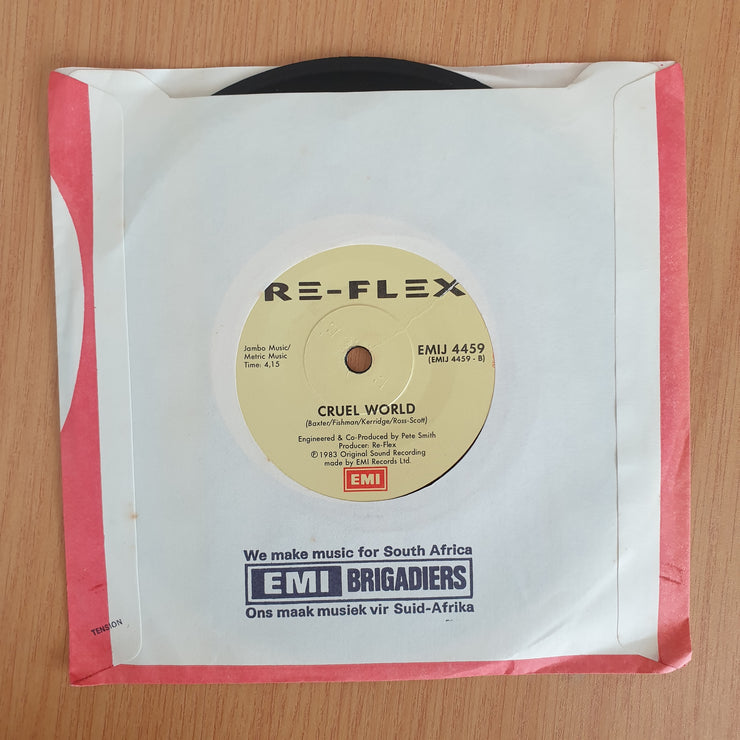 RE-FLEX
Jambo Music/
Metric Music
Time: 4,15
EMIJ 4459
(EMIJ 4459 - B)
CRUEL WORLD
(Baxter/Fishman/Kerridge/Ross-Scott)
Engineered & Co-Produced by Pete Smith
Producer: Re-Flex
℗ 1983 Original Sound Recording
made by EMI Records Ltd.
EMI
We make music for South Africa
EMI BRIGADIERS
Ons maak musiek vir Suid-Afrika
TENSION